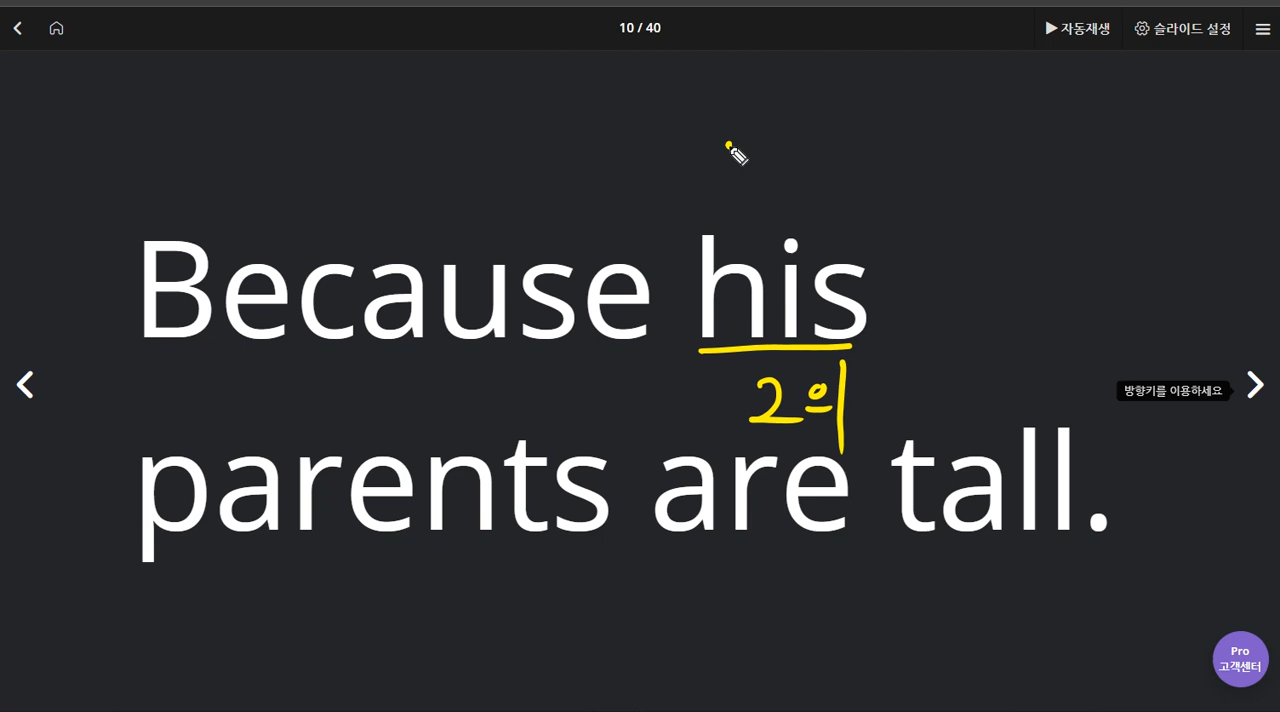 10 / 40
▶ 자동재생
슬라이드 설정
Because his
그의
parents are tall.
방향키를 이용하세요
Pro
고객센터